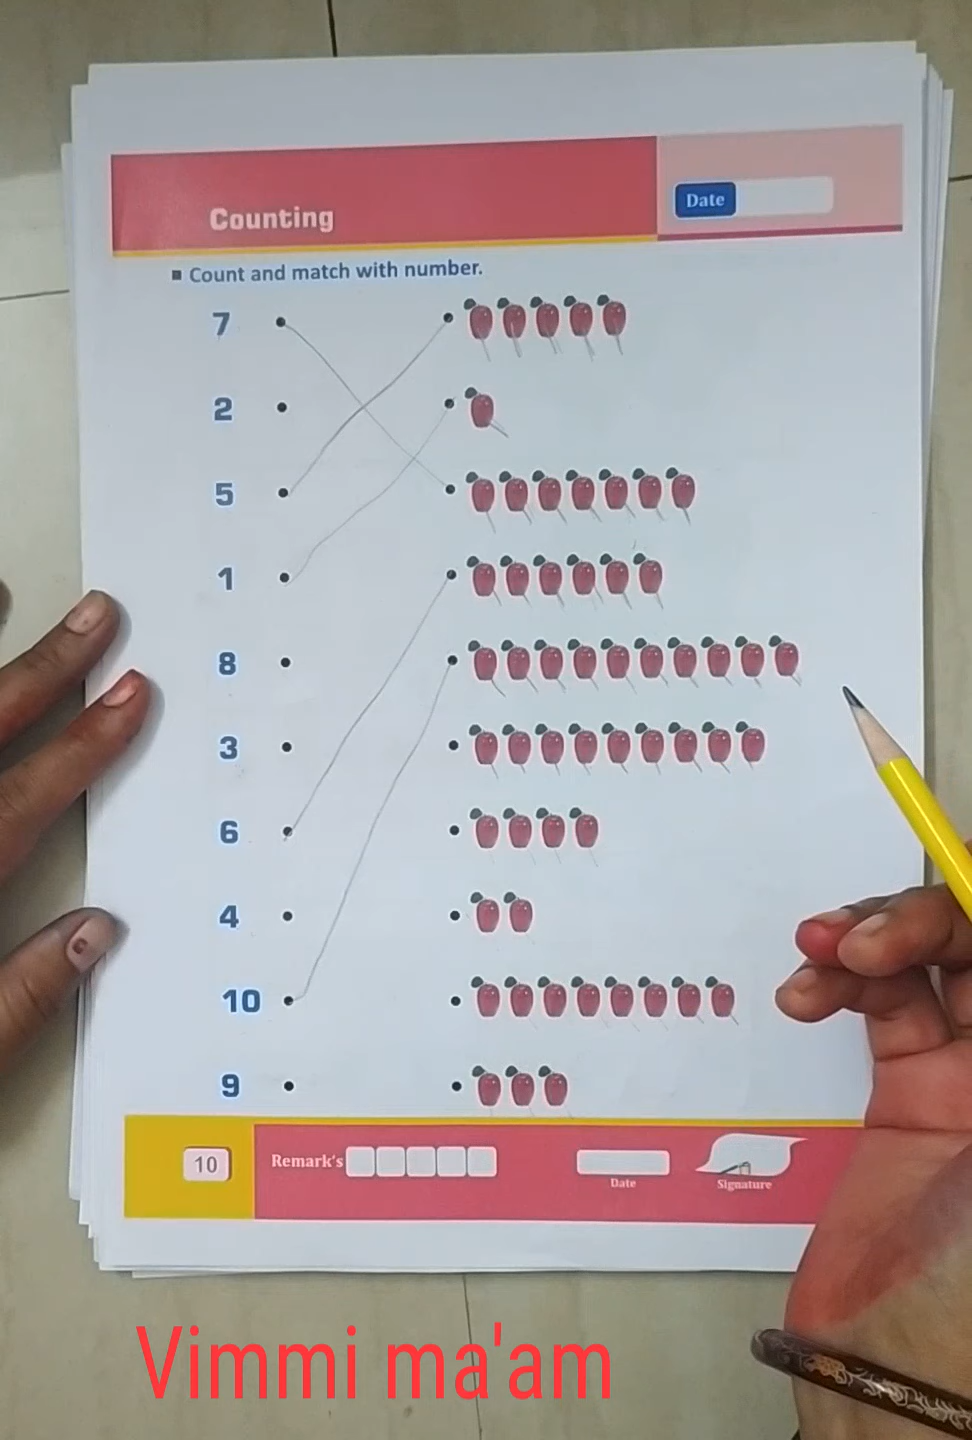 Counting
Date
Count and match with number.
7
2
5
1
8
3
6
4
10
9
10
Remark's
Date
Signature
Vimmi ma'am